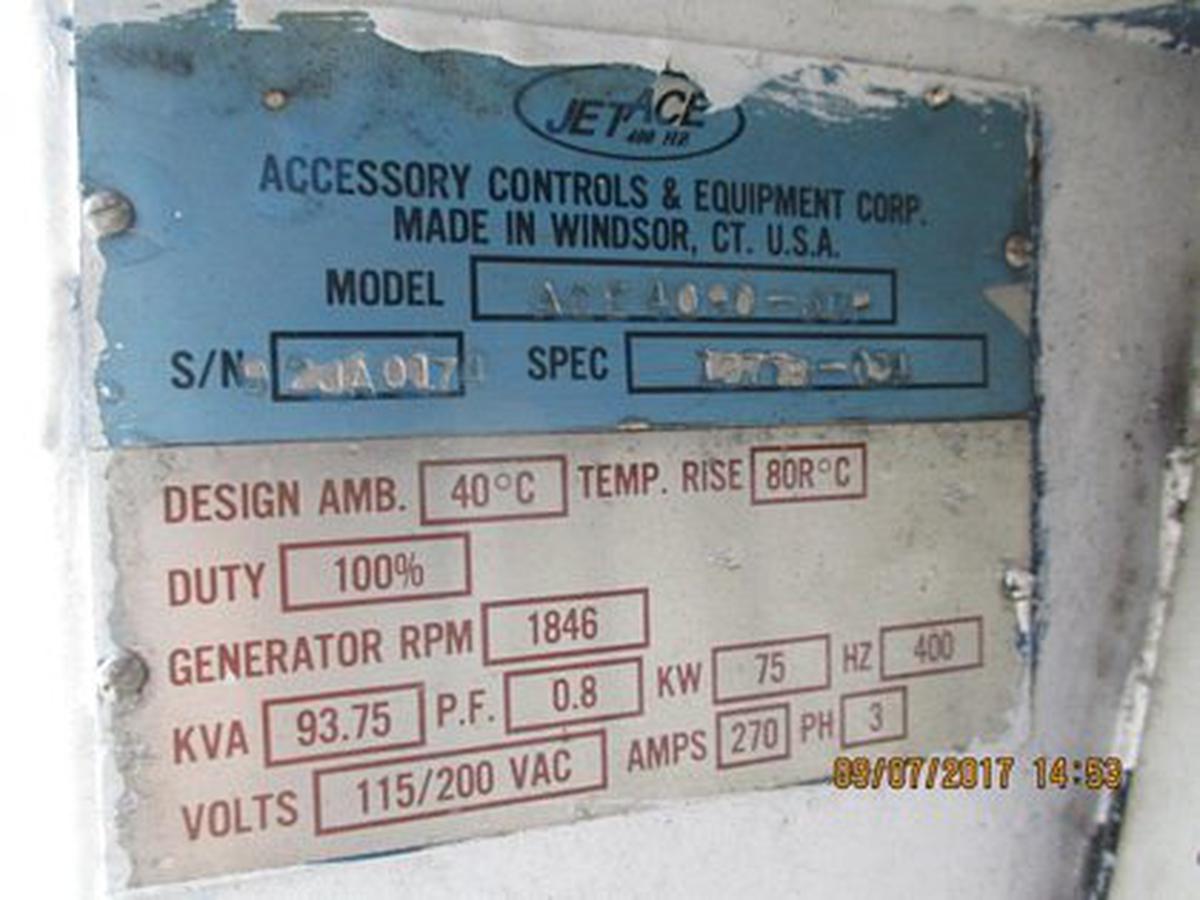 JET ACE
400 HZ
ACCESSORY CONTROLS & EQUIPMENT CORP.
MADE IN WINDSOR, CT. U.S.A.
MODEL
S/N SPEC
DESIGN AMB. 40°C TEMP. RISE 80R°C
DUTY 100%
GENERATOR RPM 1846
KVA 93.75 P.F. 0.8 KW 75 HZ 400
VOLTS 115/200 VAC AMPS 270 PH 3
09/07/2017 14:53